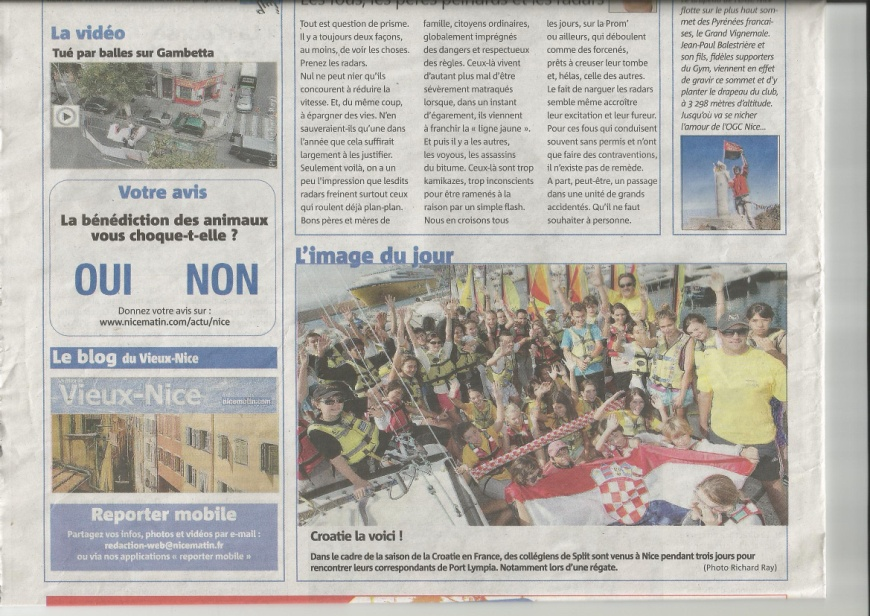 La vidéo
Tué par balles sur Gambetta
Votre avis
La bénédiction des animaux
vous choque-t-elle ?
OUI NON
Donnez votre avis sur :
www.nicematin.com/actu/nice
Le blog du Vieux-Nice
Vieux-Nice
nicematin.com
Reporter mobile
Partagez vos infos, photos et vidéos par e-mail :
redaction-web@nicematin.fr
ou via nos applications « reporter mobile »
Les fous, les pères peinards et les radars
Tout est question de prisme.
Il y a toujours deux façons,
au moins, de voir les choses.
Prenez les radars.
Nul ne peut nier qu'ils
concourent à réduire la
vitesse. Et, du même coup,
à épargner des vies. N'en
sauveraient-ils qu'une dans
l'année que cela suffirait
largement à les justifier.
Seulement voilà, on a un
peu l'impression que lesdits
radars freinent surtout ceux
qui roulent déjà plan-plan.
Bons pères et mères de
famille, citoyens ordinaires,
globalement imprégnés
des dangers et respectueux
des règles. Ceux-là vivent
d'autant plus mal d'être
sévèrement matraqués
lorsque, dans un instant
d'égarement, ils viennent
à franchir la « ligne jaune ».
Et puis il y a les autres,
les voyous, les assassins
du bitume. Ceux-là sont trop
kamikazes, trop inconscients
pour être ramenés à la
raison par un simple flash.
Nous en croisons tous
les jours, sur la Prom'
ou ailleurs, qui déboulent
comme des forcenés,
prêts à creuser leur tombe
et, hélas, celle des autres.
Le fait de narguer les radars
semble même accroître
leur excitation et leur fureur.
Pour ces fous qui conduisent
souvent sans permis et n'ont
que faire des contraventions,
il n'existe pas de remède.
A part, peut-être, un passage
dans une unité de grands
accidentés. Ce qu'il ne faut
souhaiter à personne.
flotte sur le plus haut som-
met des Pyrénées françai-
ses, le Grand Vignemale.
Jean-Paul Balestrière et
son fils, fidèles supporters
du Gym, viennent en effet de
gravir ce sommet et d'y
planter le drapeau du club,
à 3 298 mètres d'altitude.
Jusqu'où va se nicher
l'amour de l'OGC Nice...
L'image du jour
Croatie la voici !
Dans le cadre de la saison de la Croatie en France, des collégiens de Split sont venus à Nice pendant trois jours pour
rencontrer leurs correspondants de Port Lympia. Notamment lors d'une régate.
(Photo Richard Ray)